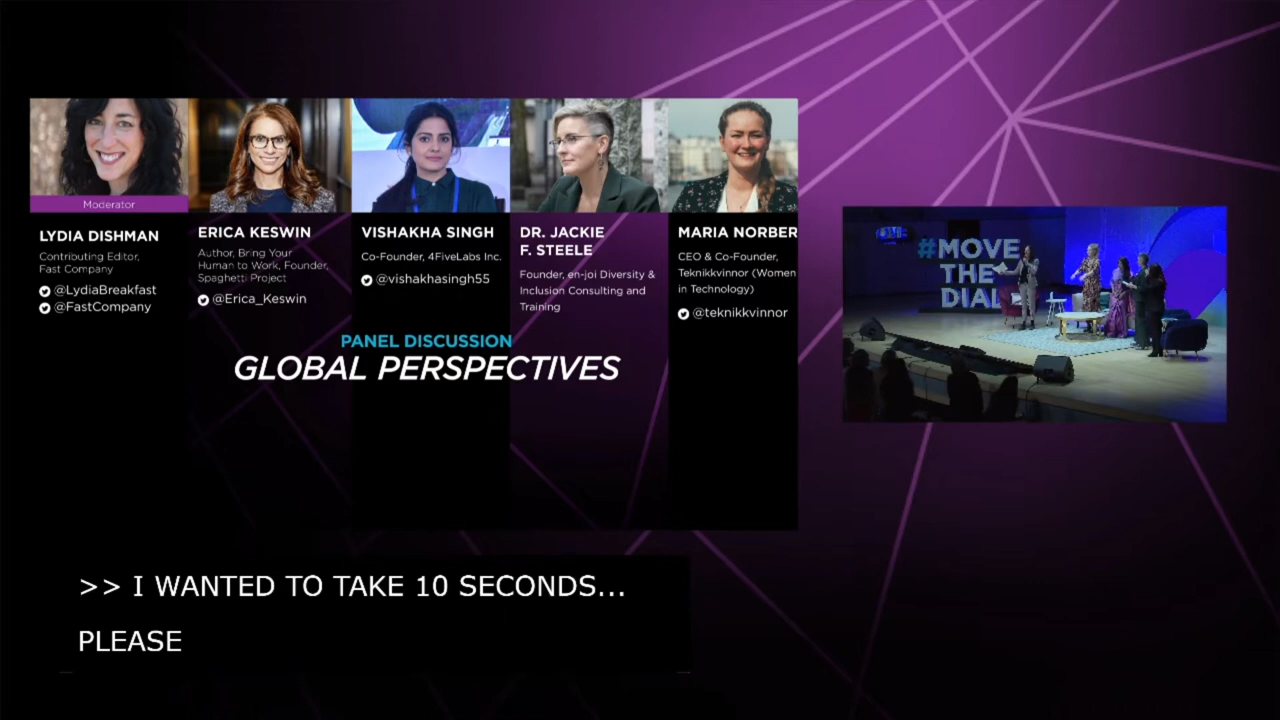 Moderator
LYDIA DISHMAN
Contributing Editor,
Fast Company
@LydiaBreakfast
@FastCompany
ERICA KESWIN
Author, Bring Your
Human to Work, Founder,
Spaghetti Project
@Erica_Keswin
VISHAKHA SINGH
Co-Founder, 4FiveLabs Inc.
@vishakhasingh55
DR. JACKIE
F. STEELE
Founder, en-joi Diversity &
Inclusion Consulting and
Training
MARIA NORBER
CEO & Co-Founder,
Teknikkvinnor (Women
in Technology)
@teknikkvinnor
PANEL DISCUSSION
GLOBAL PERSPECTIVES
#MOVE
THE
DIAL
>> I WANTED TO TAKE 10 SECONDS...
PLEASE